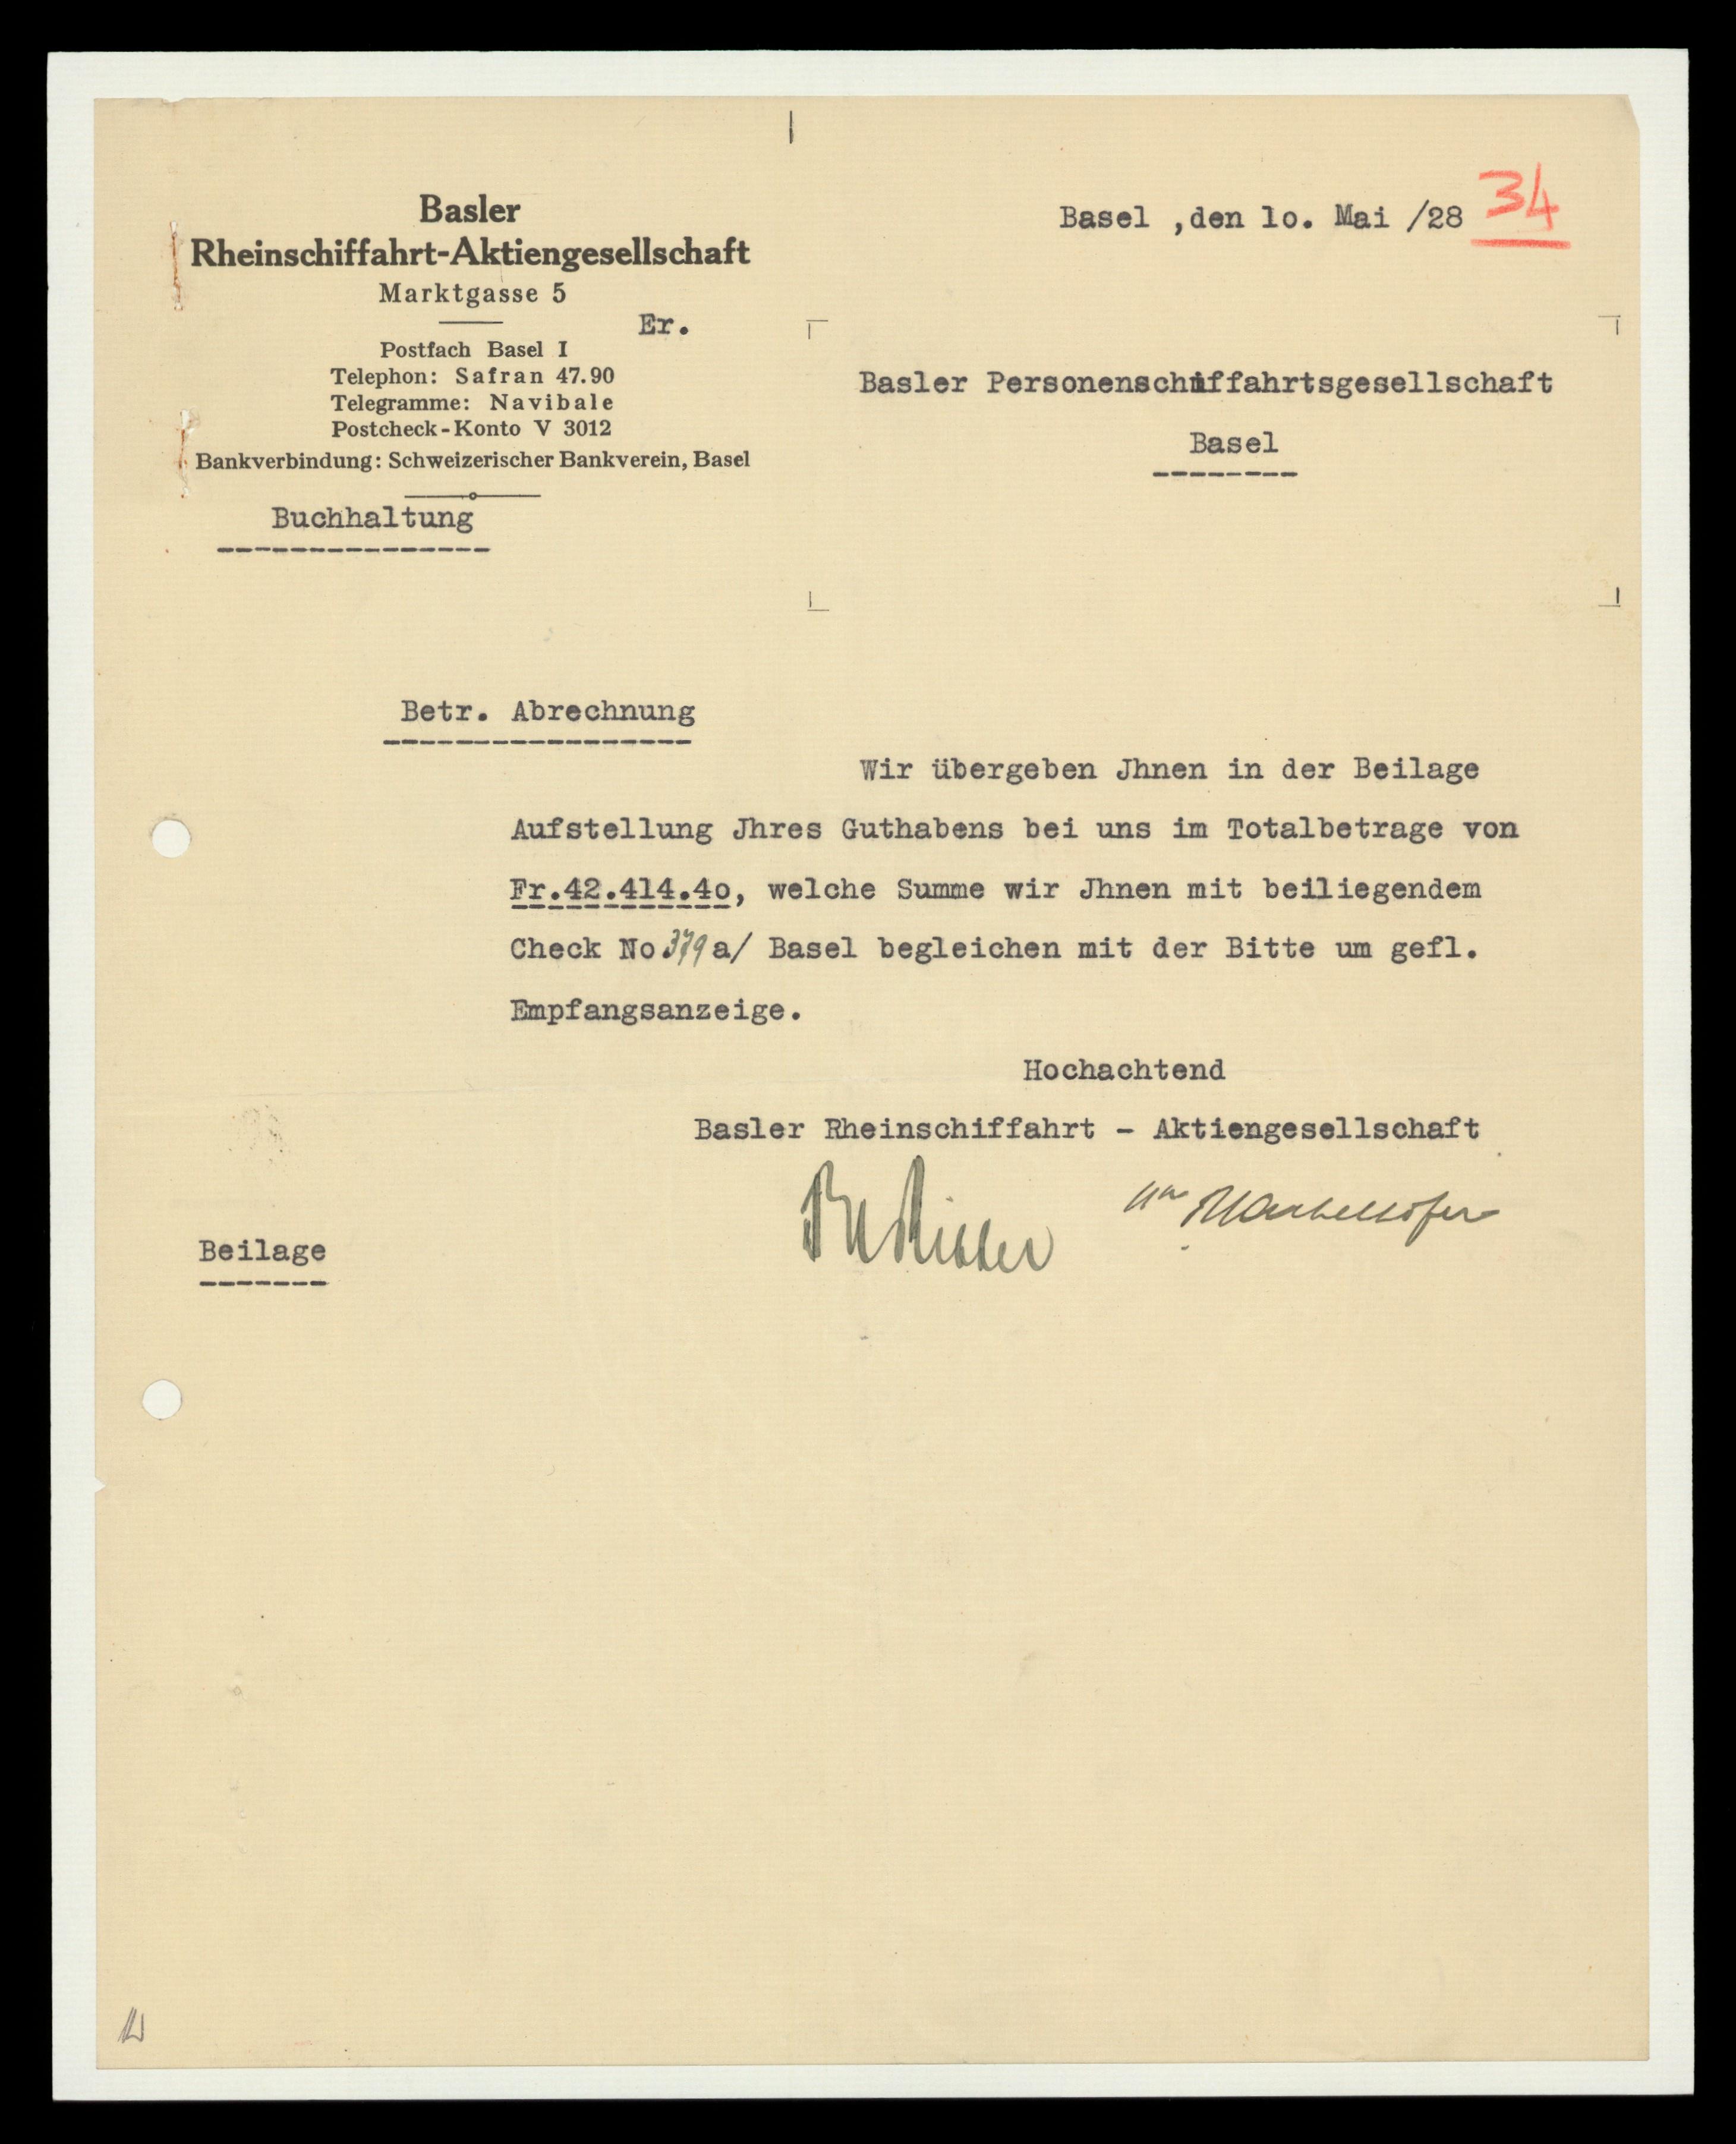 Basler
Rheinschiffahrt-Aktiengesellschaft
Marktgasse 5
Er.
Postfach Basel I
Telephon: Safran 47.90
Telegramme: Navibale
Postcheck-Konto V 3012
Bankverbindung: Schweizerischer Bankverein, Basel
Buchhaltung
Basel ,den 1o. Mai /28
34
Basler Personenschiffahrtsgesellschaft
Basel
Betr. Abrechnung
Wir übergeben Jhnen in der Beilage
Aufstellung Jhres Guthabens bei uns im Totalbetrage von
Fr.42.414.4o, welche Summe wir Jhnen mit beiliegendem
Check No 379 a/ Basel begleichen mit der Bitte um gefl.
Empfangsanzeige.
Hochachtend
Basler Rheinschiffahrt - Aktiengesellschaft
Beilage